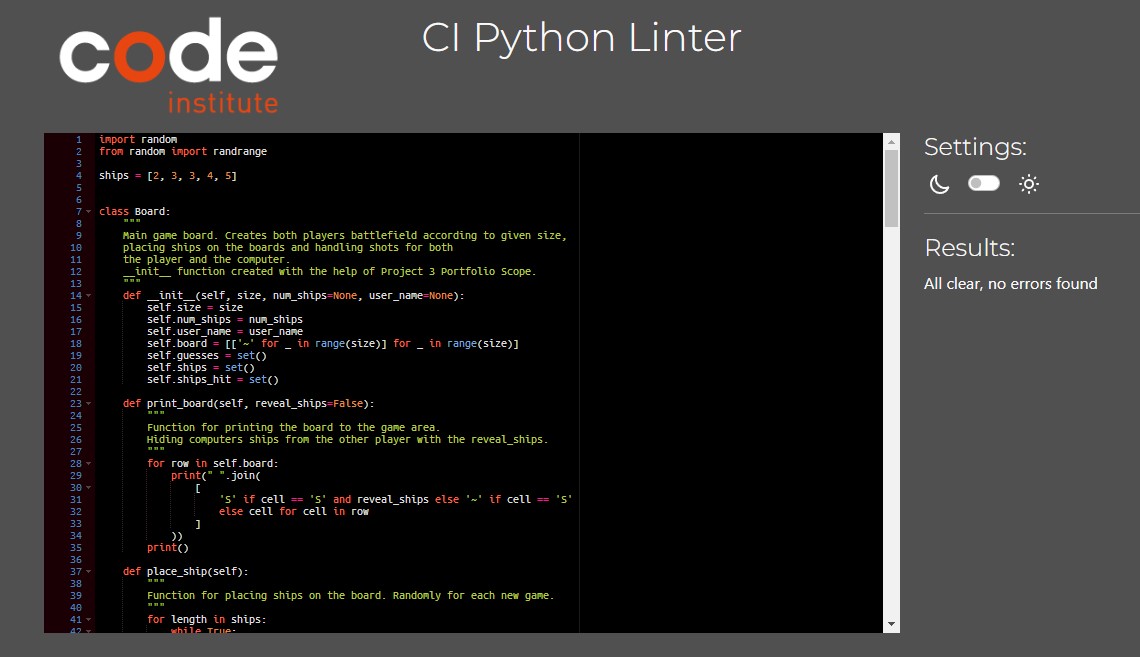 code
institute
CI Python Linter
1 import random
2 from random import randrange
3
4 ships = [2, 3, 3, 4, 5]
5
6
7 class Board:
8     """
9     Main game board. Creates both players battlefield according to given size,
10     placing ships on the boards and handling shots for both
11     the player and the computer.
12     __init__ function created with the help of Project 3 Portfolio Scope.
13     """
14     def __init__(self, size, num_ships=None, user_name=None):
15         self.size = size
16         self.num_ships = num_ships
17         self.user_name = user_name
18         self.board = [['~' for _ in range(size)] for _ in range(size)]
19         self.guesses = set()
20         self.ships = set()
21         self.ships_hit = set()
22
23     def print_board(self, reveal_ships=False):
24         """
25         Function for printing the board to the game area.
26         Hiding computers ships from the other player with the reveal_ships.
27         """
28         for row in self.board:
29             print(" ".join(
30                 [
31                     'S' if cell == 'S' and reveal_ships else '~' if cell == 'S'
32                     else cell for cell in row
33                 ]
34             ))
35         print()
36
37     def place_ship(self):
38         """
39         Function for placing ships on the board. Randomly for each new game.
40         """
41         for length in ships:
42             while True:
Settings:
Results:
All clear, no errors found